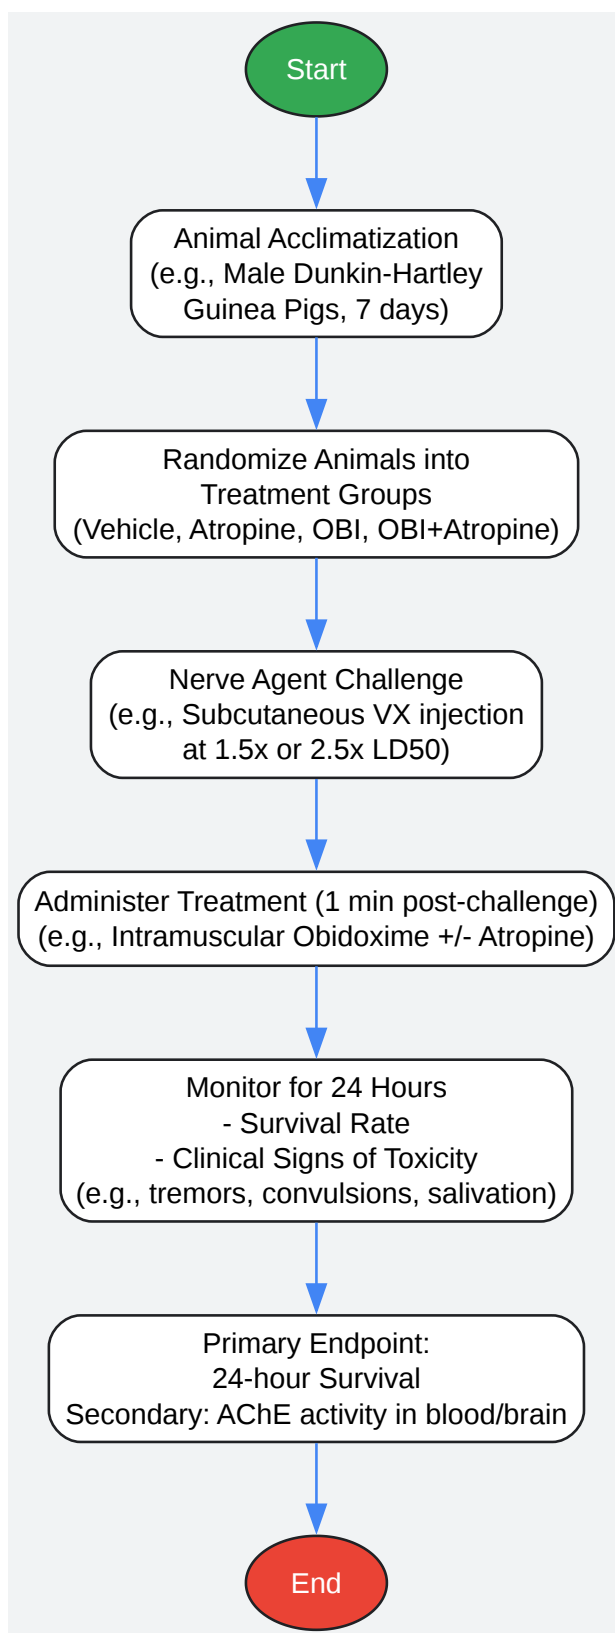 Start
Animal Acclimatization
(e.g., Male Dunkin-Hartley
Guinea Pigs, 7 days)
Randomize Animals into
Treatment Groups
(Vehicle, Atropine, OBI, OBI+Atropine)
Nerve Agent Challenge
(e.g., Subcutaneous VX injection
at 1.5x or 2.5x LD50)
Administer Treatment (1 min post-challenge)
(e.g., Intramuscular Obidoxime +/- Atropine)
Monitor for 24 Hours
- Survival Rate
- Clinical Signs of Toxicity
(e.g., tremors, convulsions, salivation)
Primary Endpoint:
24-hour Survival
Secondary: AChE activity in blood/brain
End